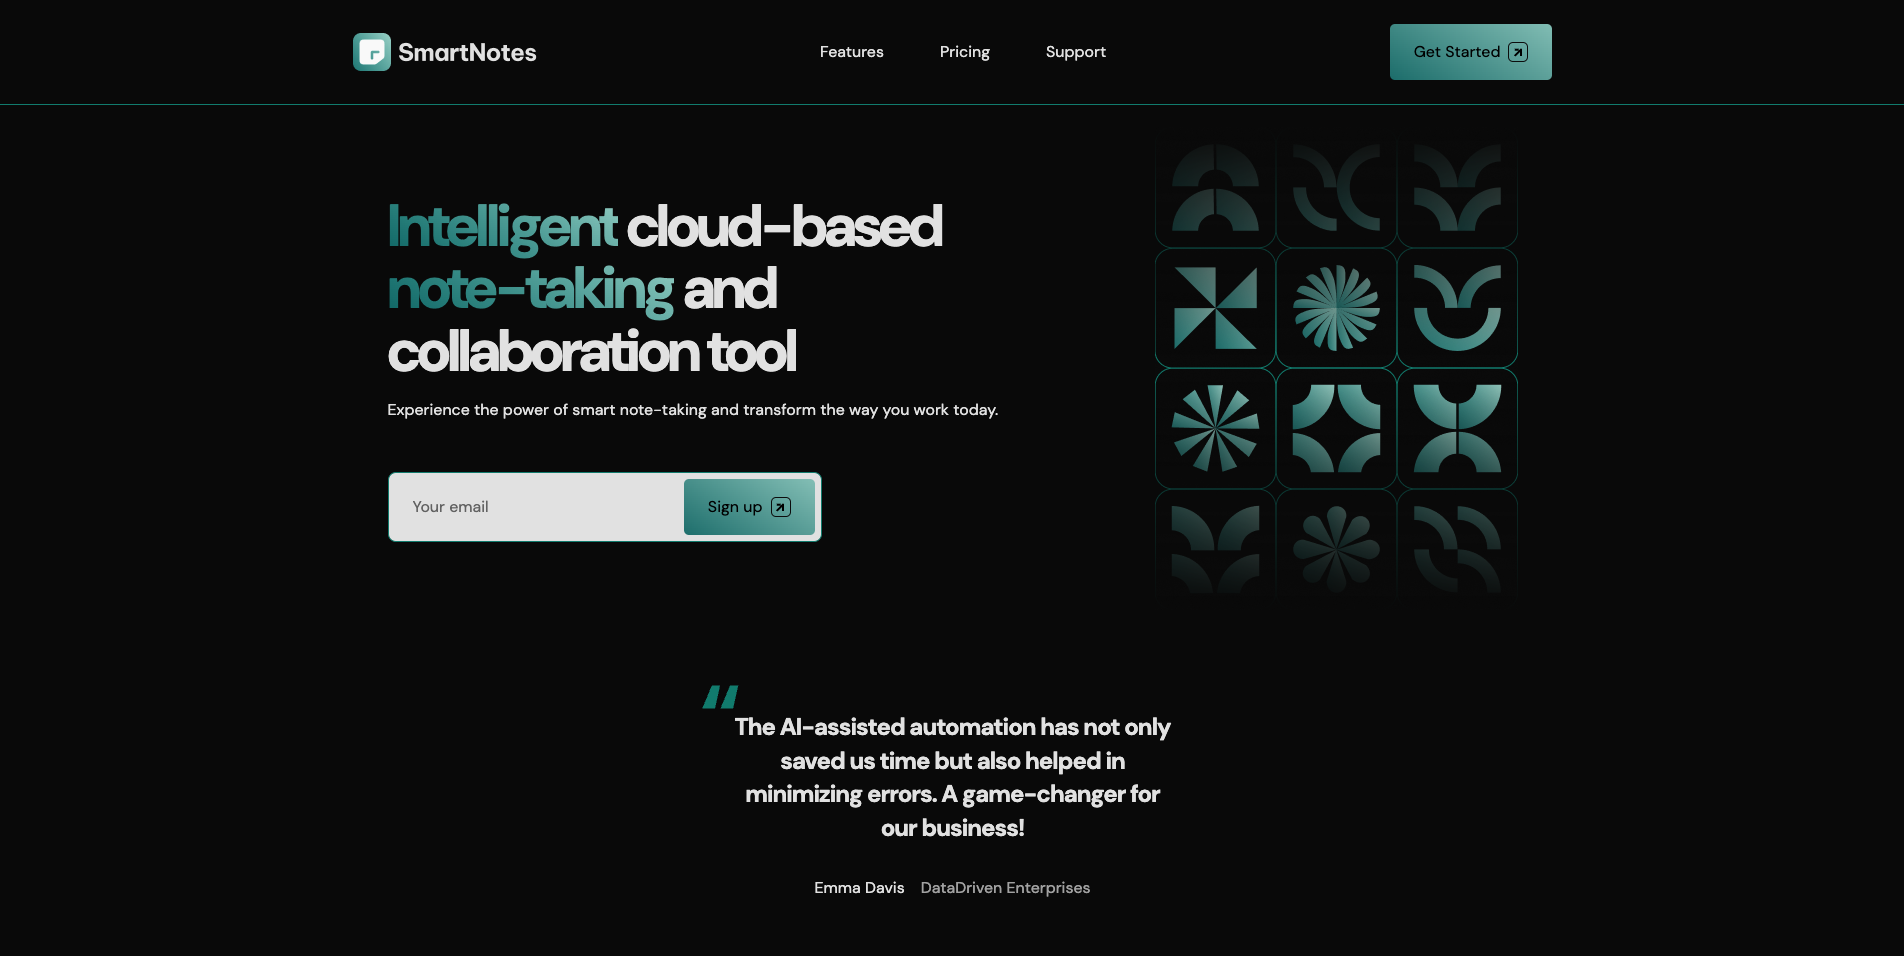 SmartNotes
Features
Pricing
Support
Get Started
Intelligent cloud-based
note-taking and
collaboration tool
Experience the power of smart note-taking and transform the way you work today.
Your email
Sign up
“
The AI-assisted automation has not only
saved us time but also helped in
minimizing errors. A game-changer for
our business!
Emma Davis DataDriven Enterprises